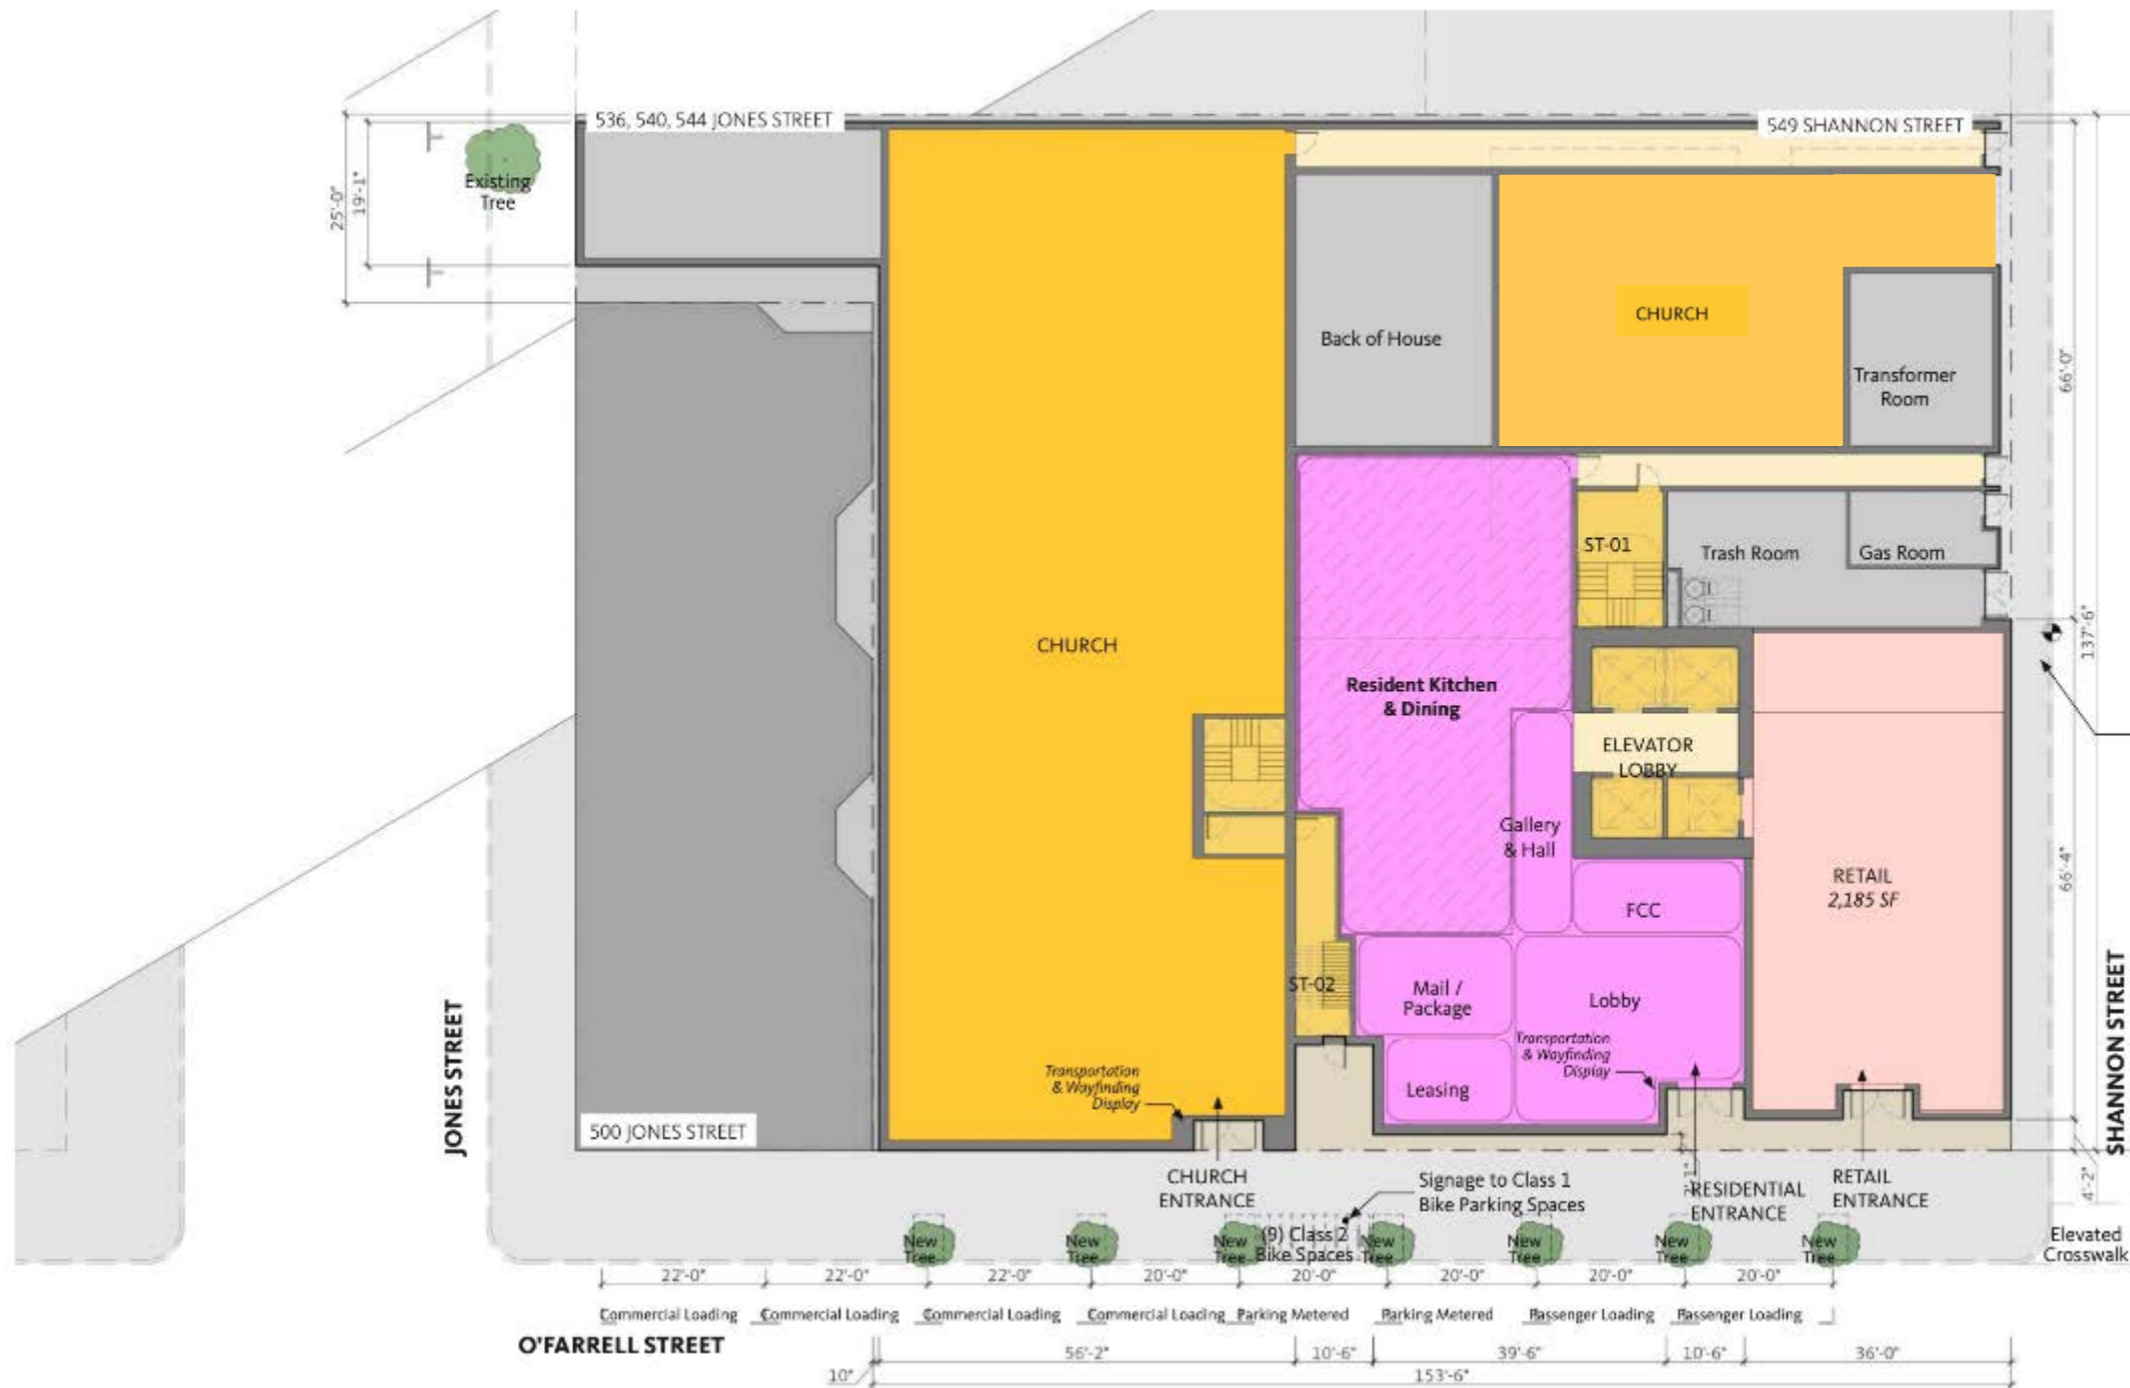 536, 540, 544 JONES STREET
549 SHANNON STREET
Existing
Tree
25'-0"
19'-1"
CHURCH
Back of House
Transformer
Room
66'-0"
ST-01
Trash Room
Gas Room
137'-6"
CHURCH
Resident Kitchen
& Dining
ELEVATOR
LOBBY
Gallery
& Hall
RETAIL
2,185 SF
66'-4"
FCC
ST-02
Mail /
Package
Lobby
Transportation
& Wayfinding
Display
Transportation
& Wayfinding
Display
Leasing
JONES STREET
SHANNON STREET
500 JONES STREET
CHURCH
ENTRANCE
Signage to Class 1
Bike Parking Spaces
RESIDENTIAL
ENTRANCE
RETAIL
ENTRANCE
4'-2"
New
Tree
New
Tree
New
Tree
(9) Class 2
Bike Spaces
New
Tree
New
Tree
New
Tree
New
Tree
Elevated
Crosswalk
22'-0"
22'-0"
22'-0"
20'-0"
20'-0"
20'-0"
20'-0"
20'-0"
Commercial Loading
Commercial Loading
Commercial Loading
Commercial Loading
Parking Metered
Parking Metered
Passenger Loading
Passenger Loading
O'FARRELL STREET
56'-2"
10'-6"
39'-6"
10'-6"
36'-0"
10"
153'-6"